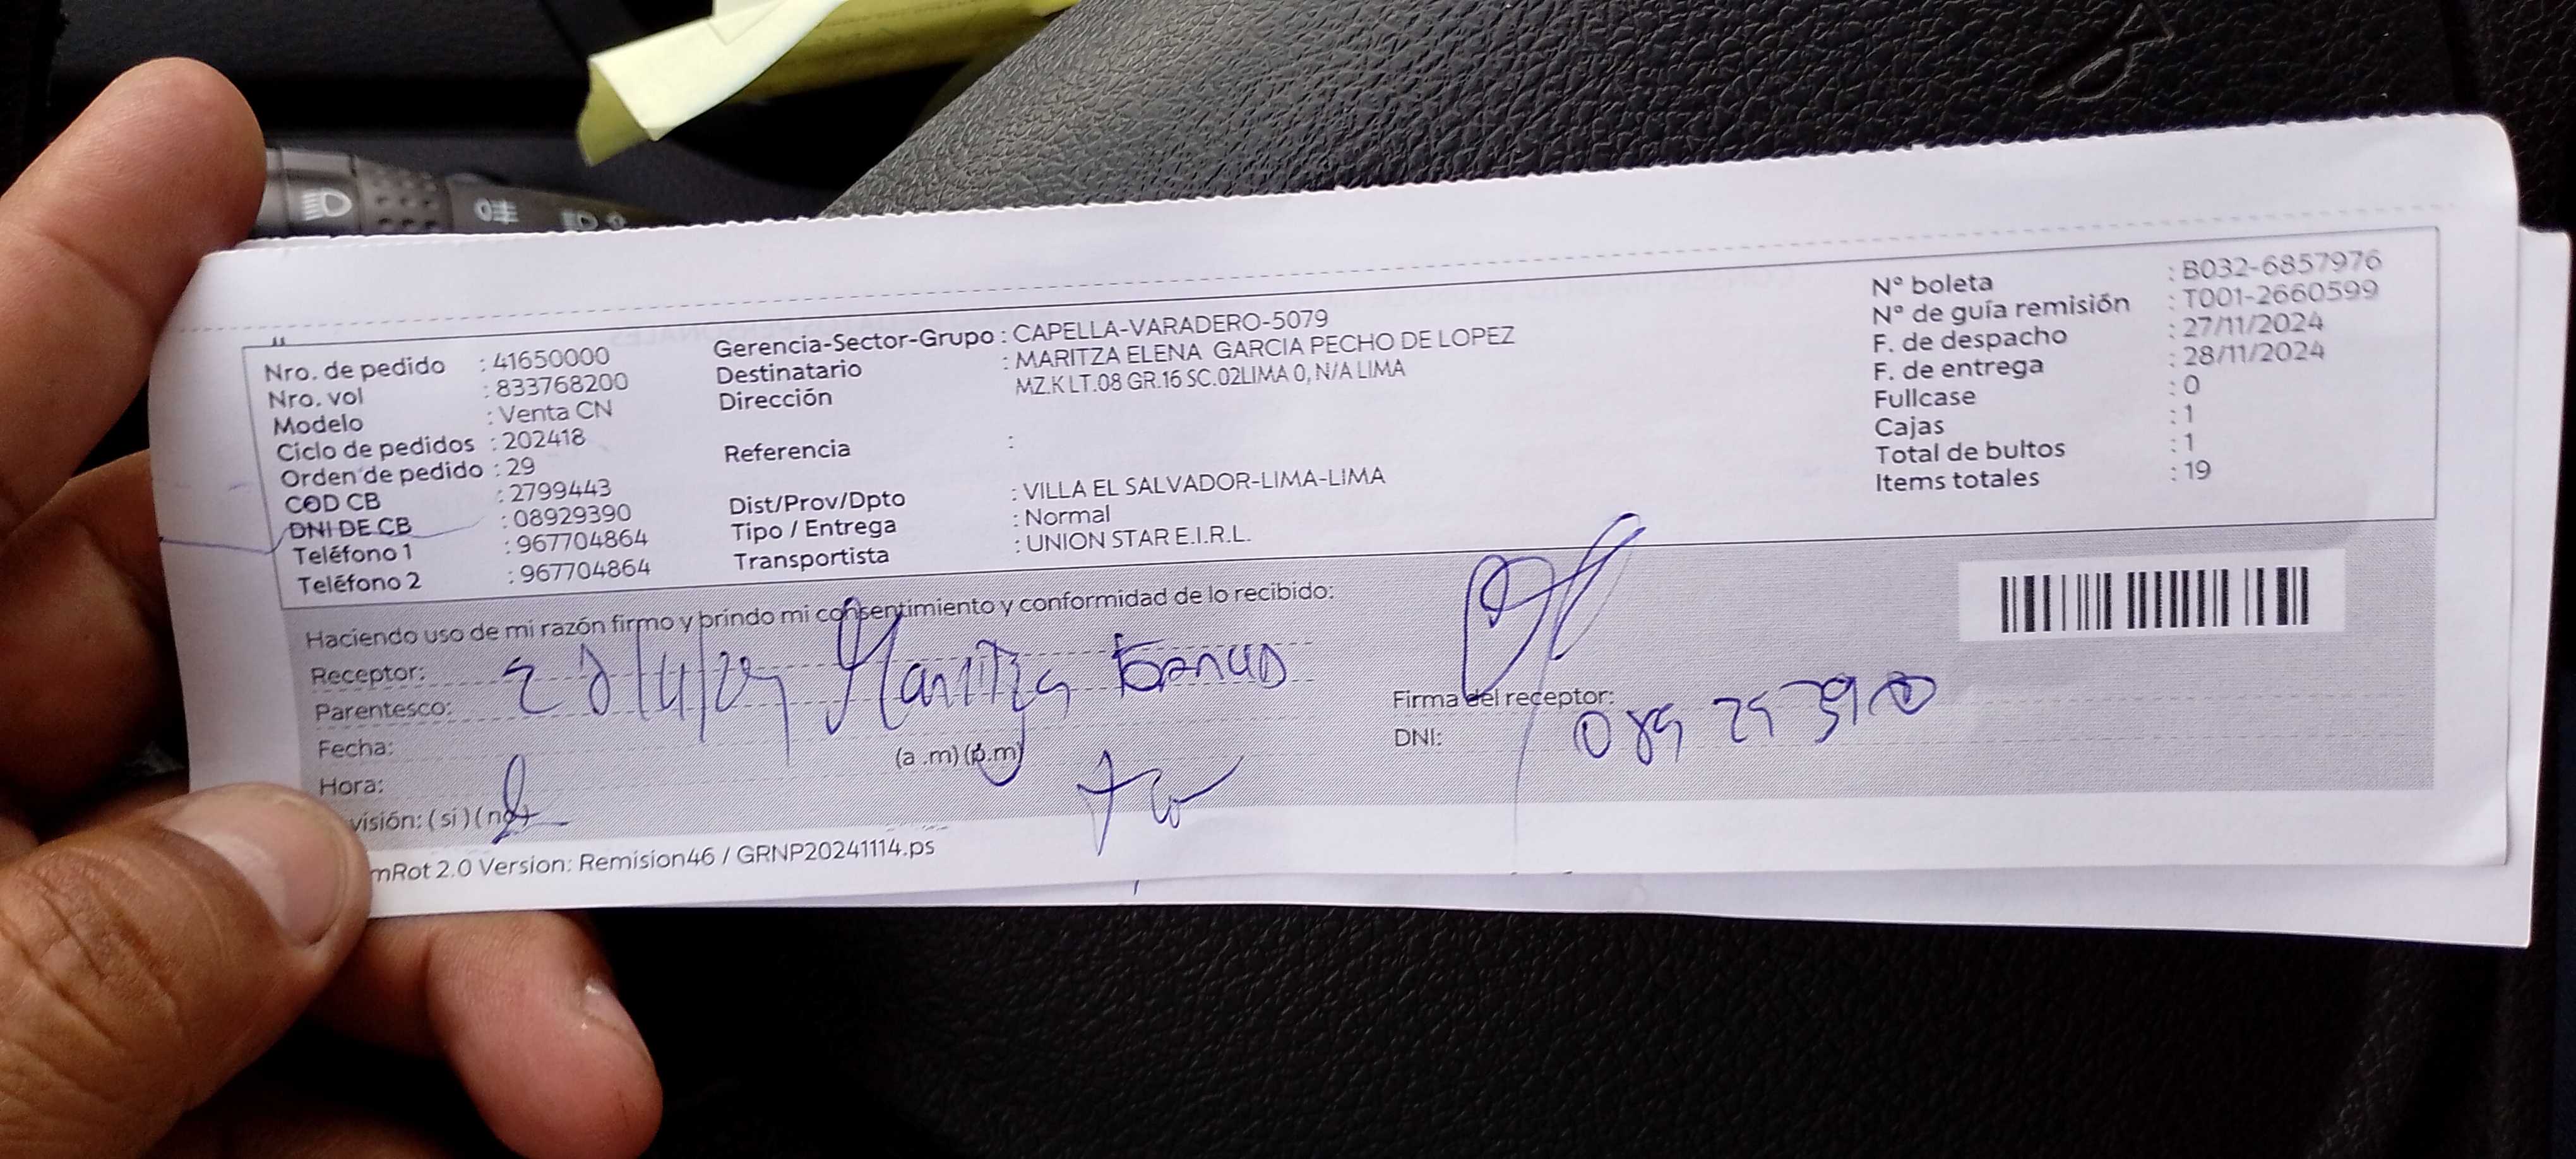 Nro. de pedido : 41650000
Nro. vol : 833768200
Modelo : Venta CN
Ciclo de pedidos : 202418
Orden de pedido : 29
COD CB : 2799443
DNI DE CB : 08929390
Teléfono 1 : 967704864
Teléfono 2 : 967704864
Gerencia-Sector-Grupo : CAPELLA-VARADERO-5079
Destinatario : MARITZA ELENA GARCIA PECHO DE LOPEZ
Dirección MZ.K LT.08 GR.16 SC.02LIMA 0, N/A LIMA
Referencia :
Dist/Prov/Dpto : VILLA EL SALVADOR-LIMA-LIMA
Tipo / Entrega : Normal
Transportista : UNION STAR E.I.R.L.
N° boleta : B032-6857976
N° de guía remisión : T001-2660599
F. de despacho : 27/11/2024
F. de entrega : 28/11/2024
Fullcase : 0
Cajas : 1
Total de bultos : 1
Items totales : 19
Haciendo uso de mi razón firmo y brindo mi consentimiento y conformidad de lo recibido:
Receptor:
Parentesco: Maritza
Fecha:
Hora: (a .m) (p.m)
visión: ( si ) ( no )
Firma del receptor:
DNI: 08929390
mRot 2.0 Version: Remision46 / GRNP20241114.ps